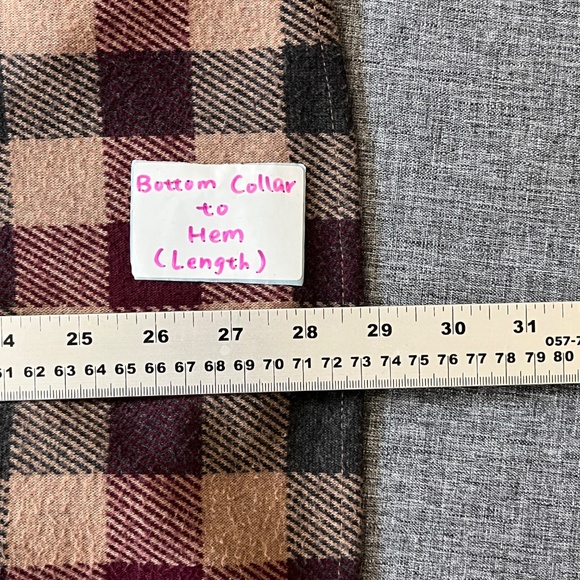 Bottom Collar
to
Hem
(Length)
4 25 26 27 28 29 30 31
057-7
61 62 63 64 65 66 67 68 69 70 71 72 73 74 75 76 77 78 79 80